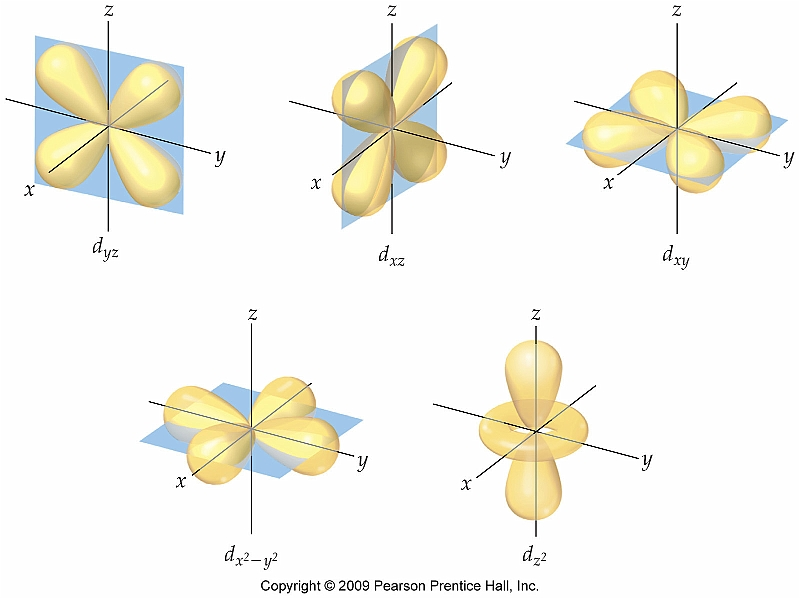 z z z
y y y
x x x
d_yz d_xz d_xy
z z
y y
x x
d_x²−y² d_z²
Copyright © 2009 Pearson Prentice Hall, Inc.